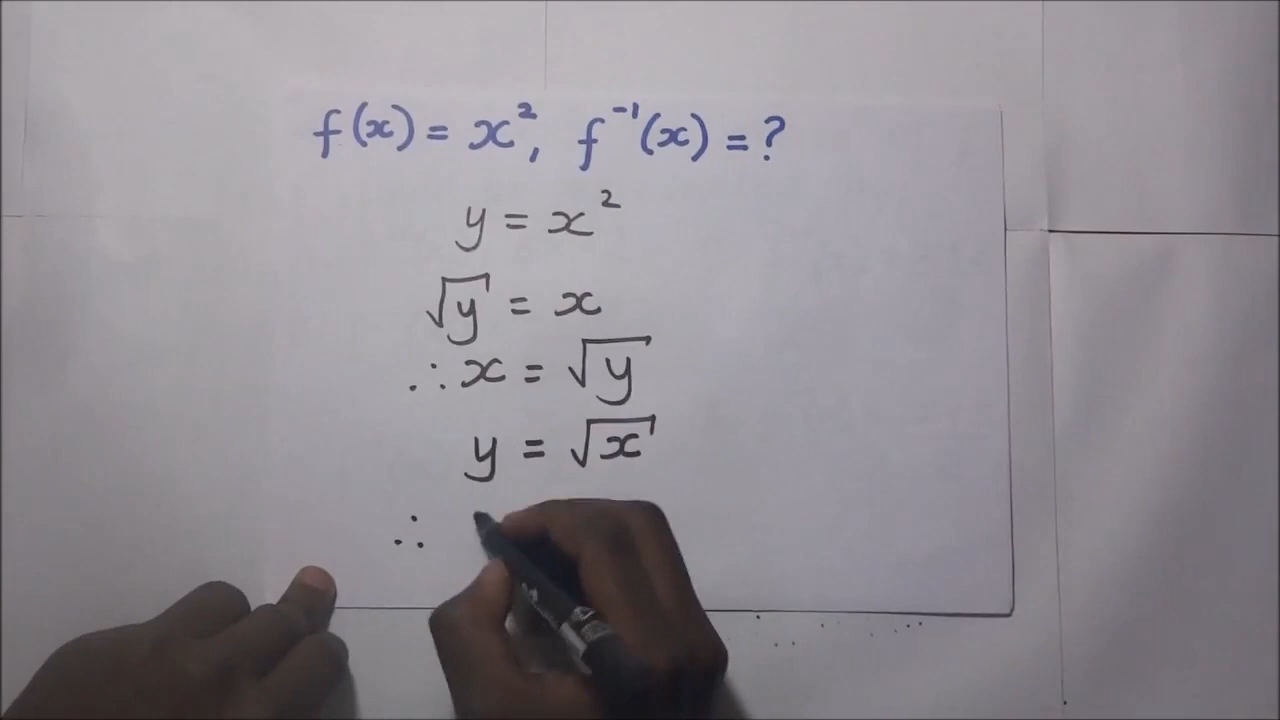 f(x) = x², f⁻¹(x) = ?
y = x²
√y = x
∴ x = √y
y = √x
∴